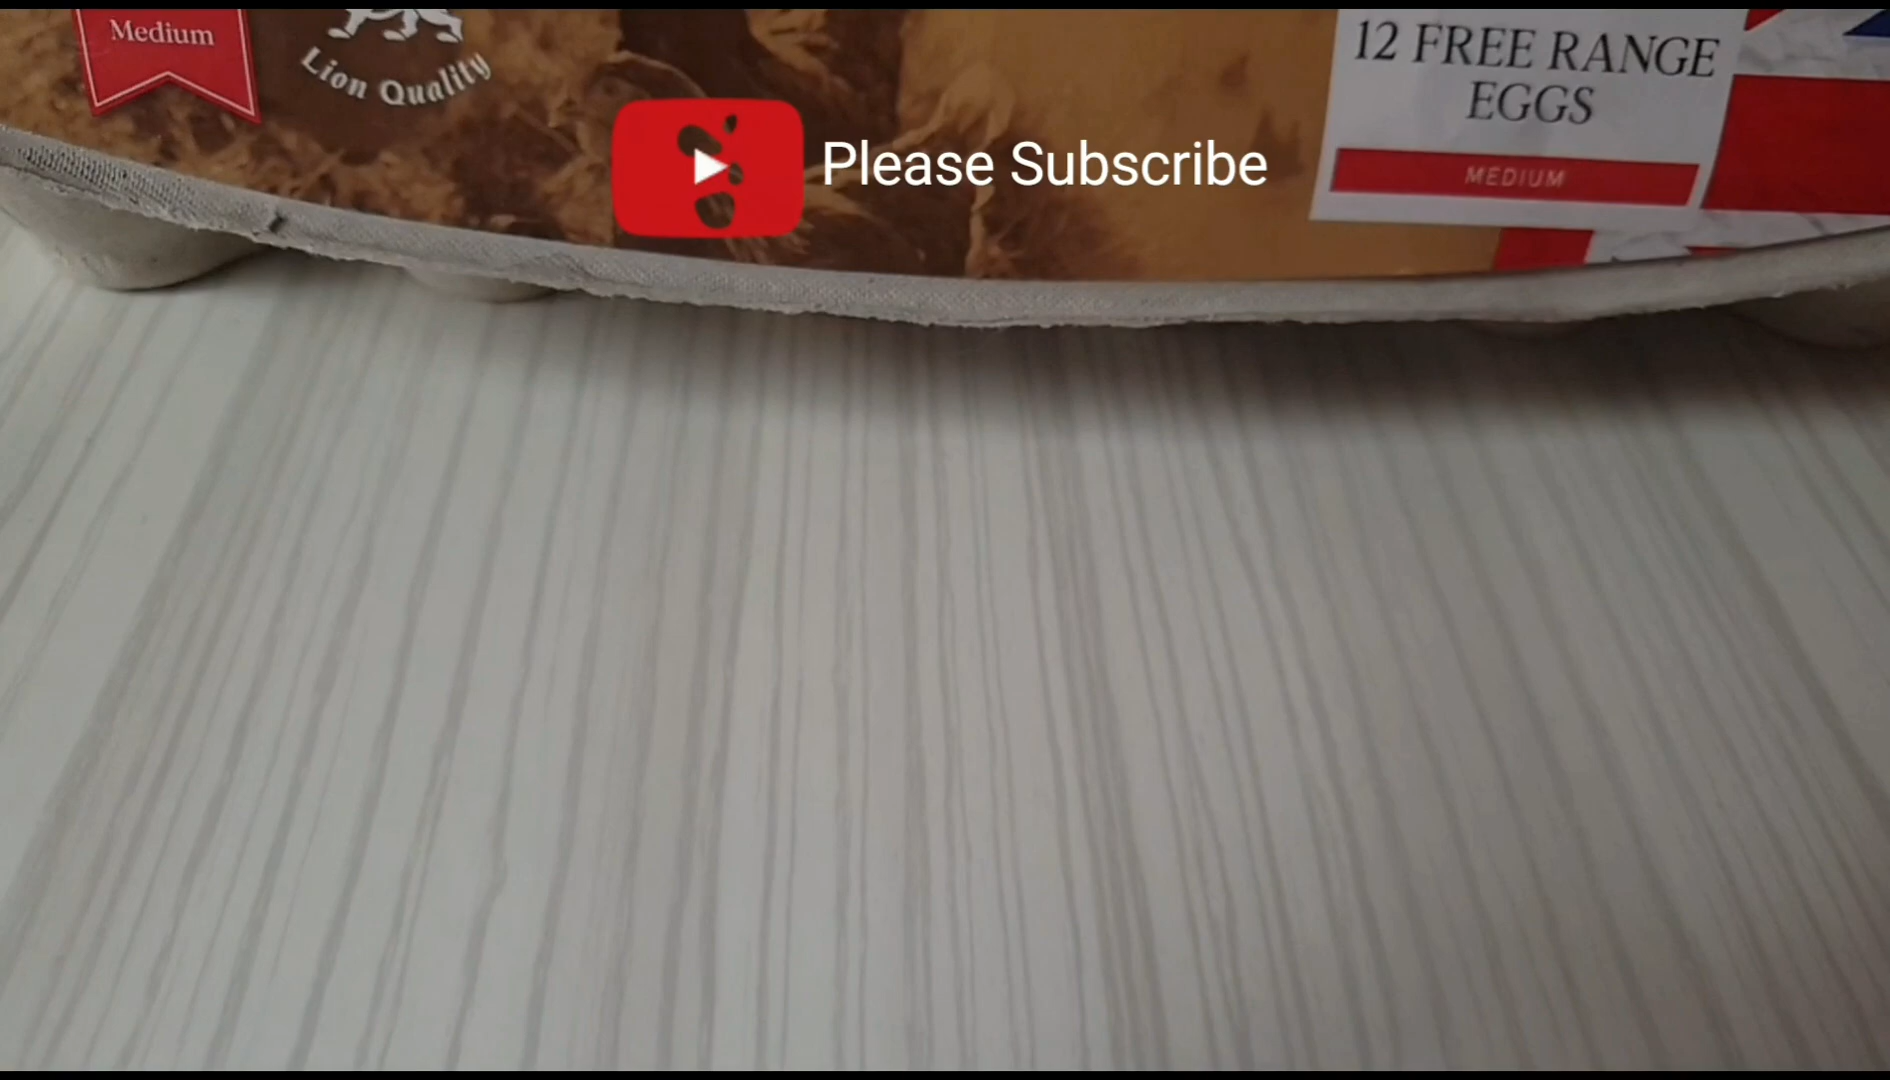 Medium
Lion Quality
12 FREE RANGE
EGGS
MEDIUM
Please Subscribe